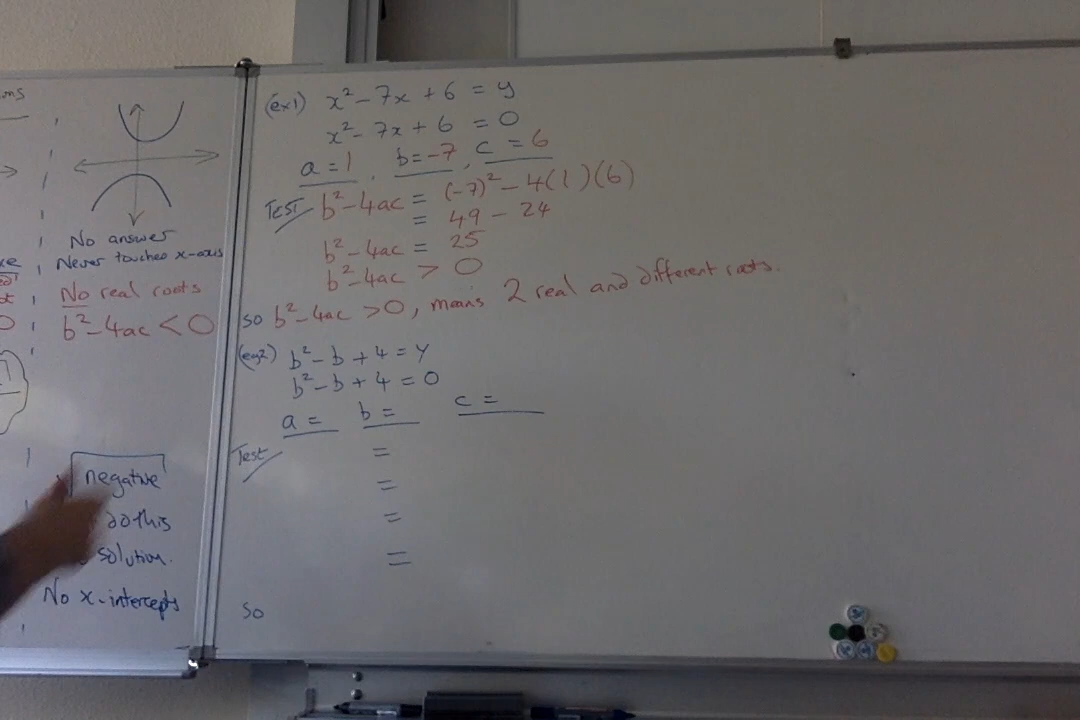 No answer
Never touches x-axis
No real roots
b²-4ac < 0
negative
do this
solution.
No x-intercepts
(ex1) x²-7x+6 = y
x²-7x+6 = 0
a = 1, b = -7, c = 6
TEST b²-4ac = (-7)²-4(1)(6)
= 49 - 24
b²-4ac = 25
b²-4ac > 0
so b²-4ac > 0, means 2 real and different roots.
(eg2) b²-b+4 = y
b²-b+4 = 0
a = b = c =
Test =
=
=
=
so